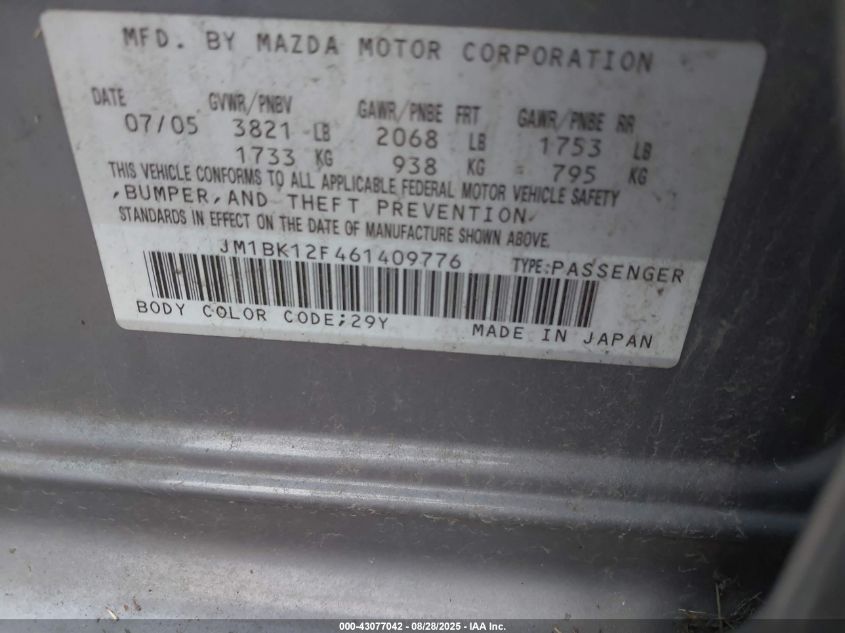 MFD. BY MAZDA MOTOR CORPORATION
DATE GVWR/PNBV GAWR/PNBE FRT GAWR/PNBE RR
07/05 3821 LB 2068 LB 1753 LB
1733 KG 938 KG 795 KG
THIS VEHICLE CONFORMS TO ALL APPLICABLE FEDERAL MOTOR VEHICLE SAFETY
,BUMPER,AND THEFT PREVENTION
STANDARDS IN EFFECT ON THE DATE OF MANUFACTURE SHOWN ABOVE.
JM1BK12F461409776 TYPE:PASSENGER
BODY COLOR CODE;29Y MADE IN JAPAN
000-43077042 - 08/28/2025 - IAA Inc.